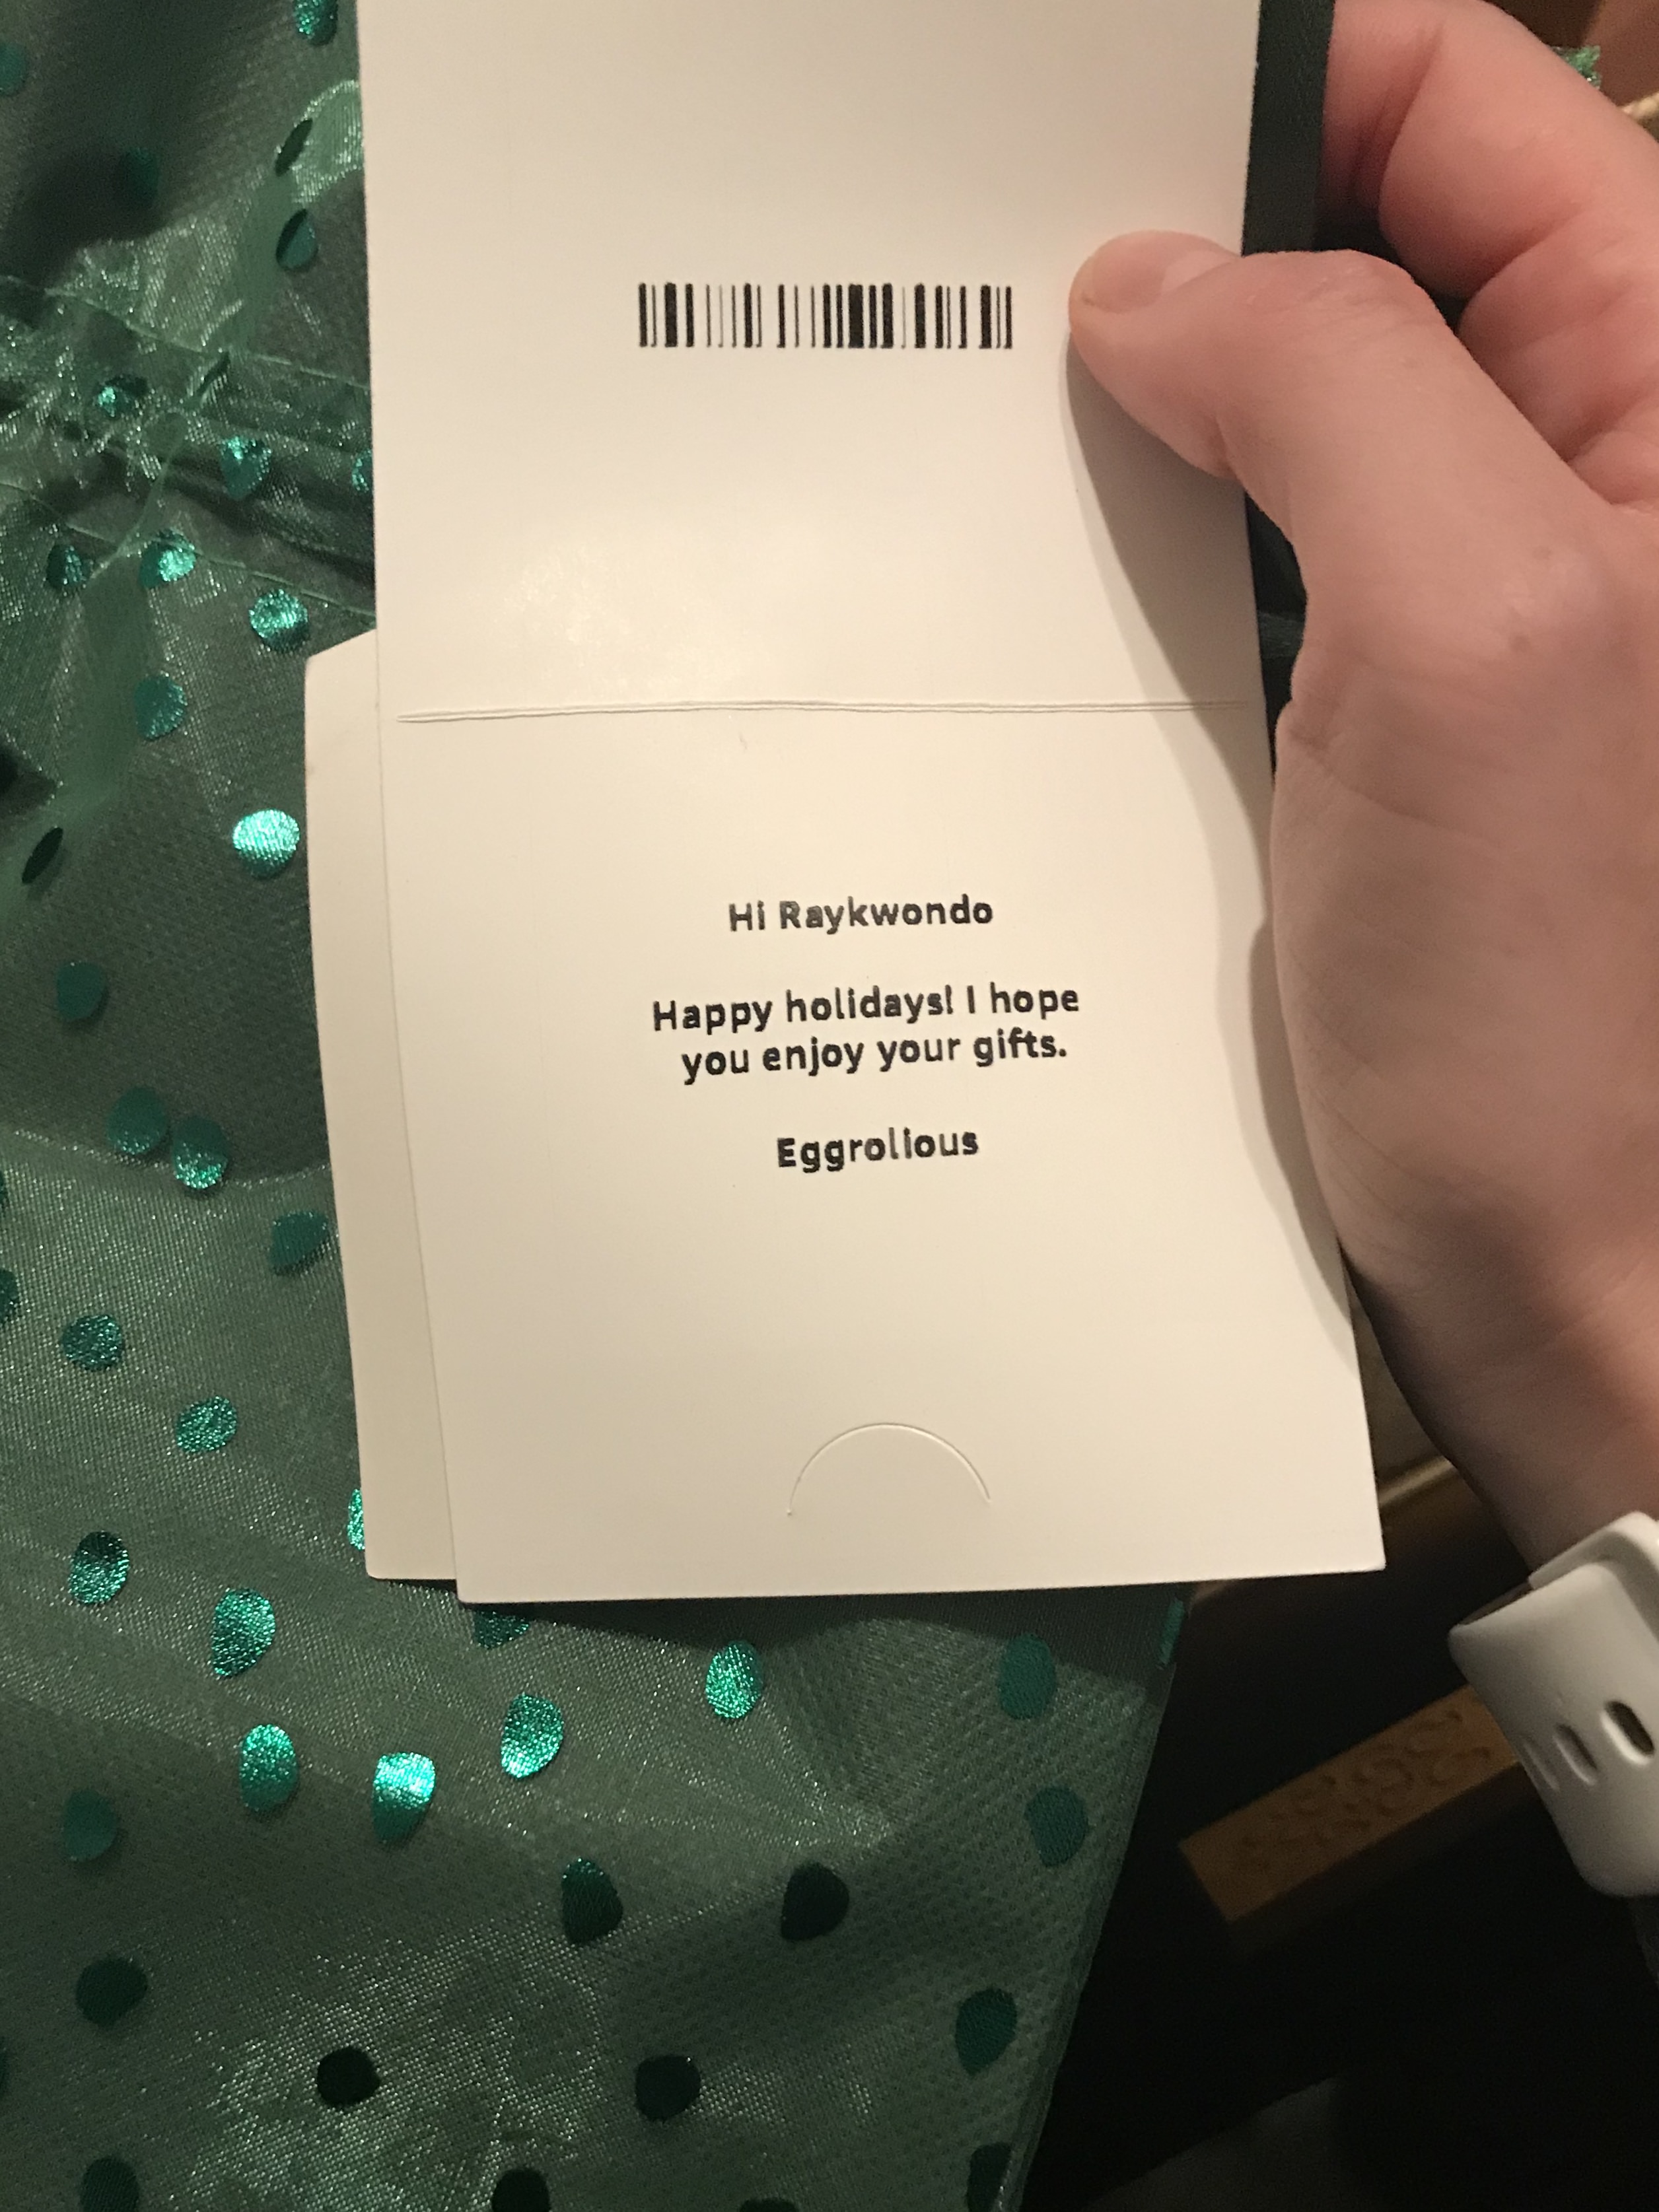 Hi Raykwondo
Happy holidays! I hope
you enjoy your gifts.
Eggrolious